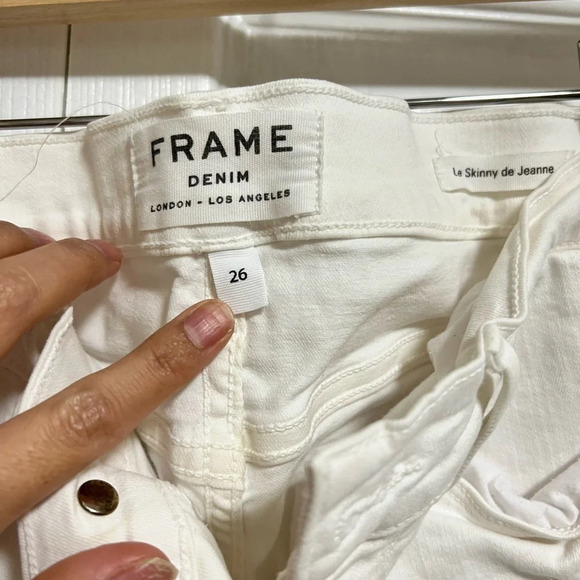 FRAME
DENIM
LONDON - LOS ANGELES
Le Skinny de Jeanne
26